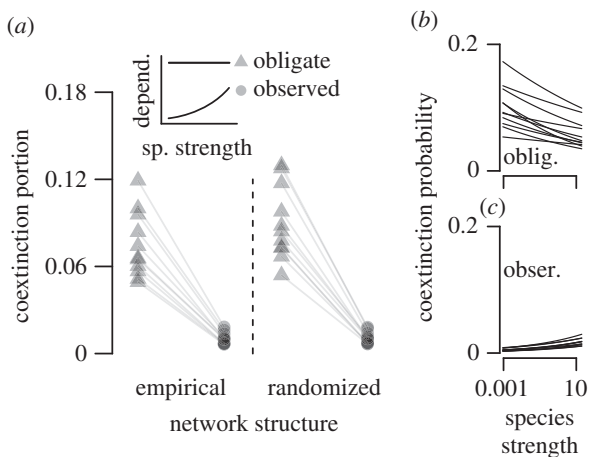 (a)
obligate
observed
depend.
sp. strength
0.18
0.12
0.06
0
coextinction portion
empirical
randomized
network structure
(b)
0.2
0
oblig.
(c)
0.2
0
obser.
coextinction probability
0.001
10
species
strength